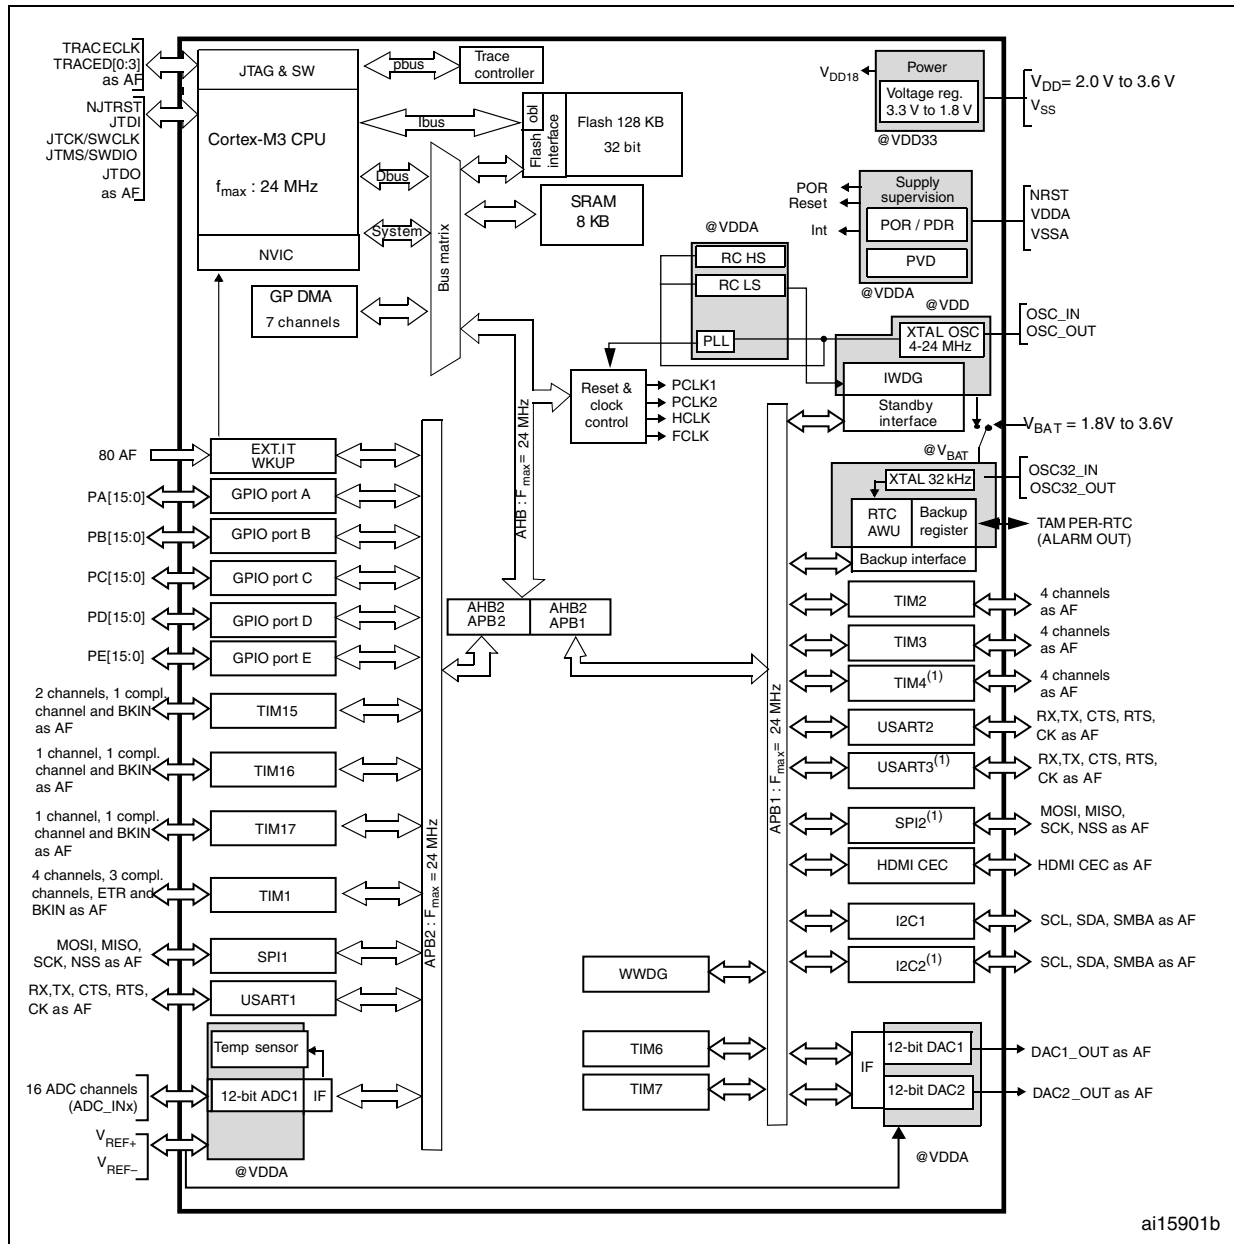 TRACECLK
TRACED[0:3]
as AF
NJTRST
JTDI
JTCK/SWCLK
JTMS/SWDIO
JTDO
as AF
JTAG & SW
Cortex-M3 CPU
fmax : 24 MHz
NVIC
pbus
Trace
controller
Ibus
Dbus
System
Bus matrix
Flash obl
interface
Flash 128 KB
32 bit
SRAM
8 KB
GP DMA
7 channels
VDD18
Power
Voltage reg.
3.3 V to 1.8 V
@VDD33
VDD= 2.0 V to 3.6 V
VSS
POR
Reset
Int
Supply
supervision
POR / PDR
PVD
@VDDA
NRST
VDDA
VSSA
@VDDA
RC HS
RC LS
PLL
@VDD
XTAL OSC
4-24 MHz
IWDG
Standby
interface
OSC_IN
OSC_OUT
Reset &
clock
control
PCLK1
PCLK2
HCLK
FCLK
VBAT = 1.8V to 3.6V
@VBAT
XTAL 32 kHz
OSC32_IN
OSC32_OUT
RTC
AWU
Backup
register
Backup interface
TAM PER-RTC
(ALARM OUT)
AHB : Fmax= 24 MHz
AHB2
APB2
AHB2
APB1
80 AF
EXT.IT
WKUP
PA[15:0]
GPIO port A
PB[15:0]
GPIO port B
PC[15:0]
GPIO port C
PD[15:0]
GPIO port D
PE[15:0]
GPIO port E
2 channels, 1 compl.
channel and BKIN
as AF
TIM15
1 channel, 1 compl.
channel and BKIN
as AF
TIM16
1 channel, 1 compl.
channel and BKIN
as AF
TIM17
4 channels, 3 compl.
channels, ETR and
BKIN as AF
TIM1
MOSI, MISO,
SCK, NSS as AF
SPI1
RX,TX, CTS, RTS,
CK as AF
USART1
Temp sensor
16 ADC channels
(ADC_INx)
12-bit ADC1
IF
VREF+
VREF–
@VDDA
APB2 : Fmax = 24 MHz
APB1 : Fmax= 24 MHz
TIM2
4 channels
as AF
TIM3
4 channels
as AF
TIM4(1)
4 channels
as AF
USART2
RX,TX, CTS, RTS,
CK as AF
USART3(1)
RX,TX, CTS, RTS,
CK as AF
SPI2(1)
MOSI, MISO,
SCK, NSS as AF
HDMI CEC
HDMI CEC as AF
I2C1
SCL, SDA, SMBA as AF
I2C2(1)
SCL, SDA, SMBA as AF
WWDG
TIM6
TIM7
IF
12-bit DAC1
DAC1_OUT as AF
12-bit DAC2
DAC2_OUT as AF
@VDDA
ai15901b